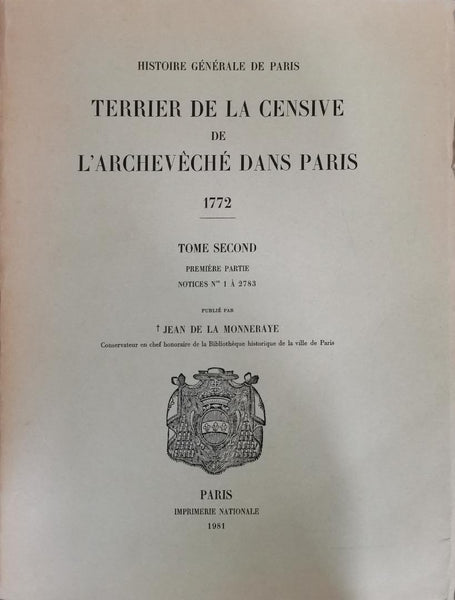 HISTOIRE GÉNÉRALE DE PARIS
TERRIER DE LA CENSIVE
DE
L'ARCHEVÊCHÉ DANS PARIS
1772
TOME SECOND
PREMIÈRE PARTIE
NOTICES Nos 1 À 2783
PUBLIÉ PAR
† JEAN DE LA MONNERAYE
Conservateur en chef honoraire de la Bibliothèque historique de la ville de Paris
PARIS
IMPRIMERIE NATIONALE
1981